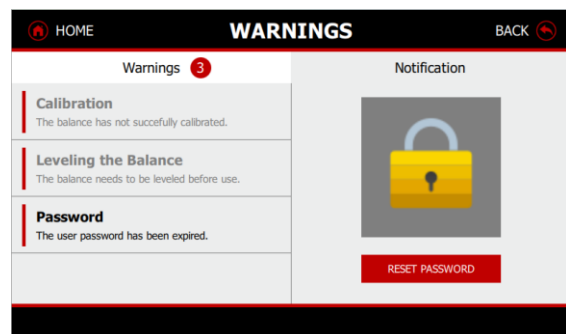 HOME
WARNINGS
BACK
Warnings 3
Notification
Calibration
The balance has not succefully calibrated.
Leveling the Balance
The balance needs to be leveled before use.
Password
The user password has been expired.
RESET PASSWORD